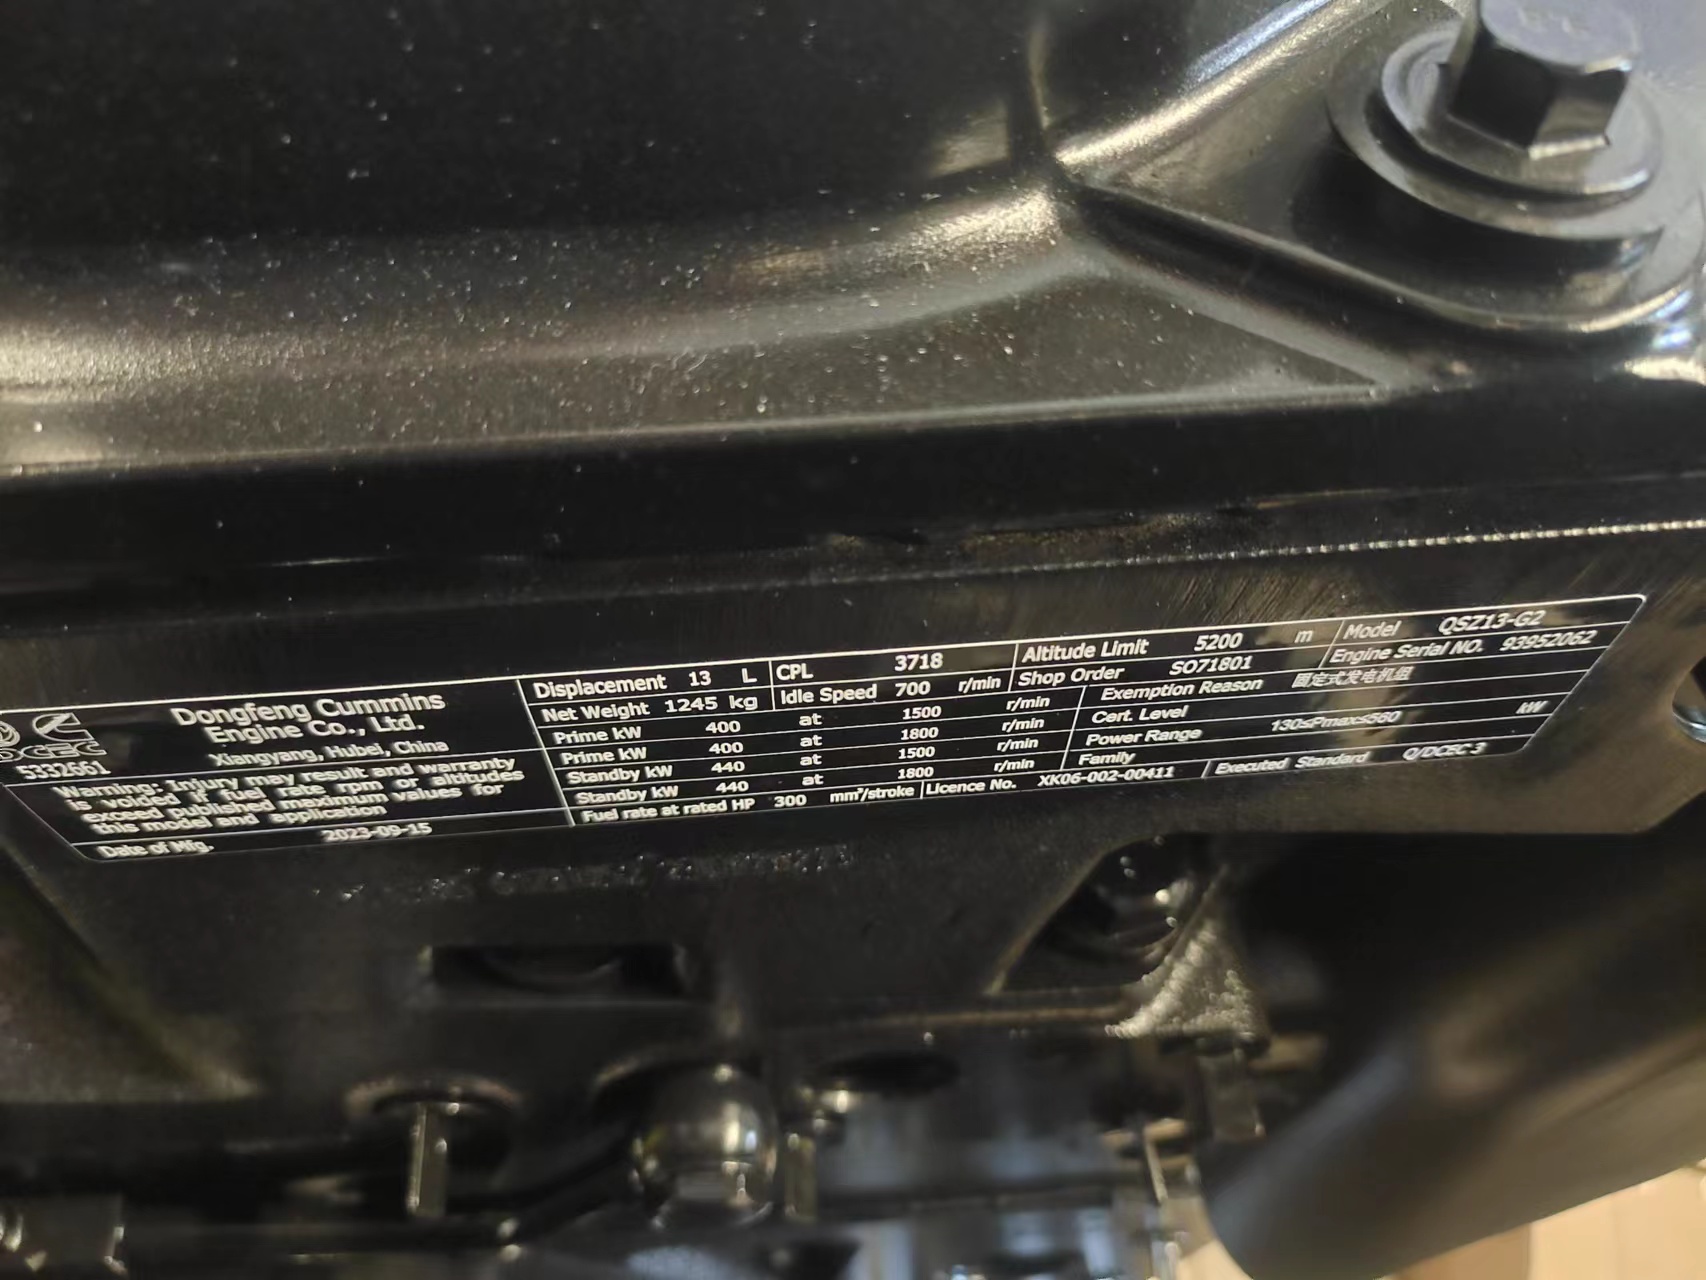 DCEC
5332661
Dongfeng Cummins
Engine Co., Ltd.
Xiangyang, Hubei, China
Warning: Injury may result and warranty
is voided if fuel rate rpm or altitudes
exceed published maximum values for
this model and application
Date of Mfg. 2023-09-15
Displacement 13 L CPL 3718 Altitude Limit 5200 m Model QSZ13-G2
Net Weight 1245 kg Idle Speed 700 r/min Shop Order SO71801 Engine Serial NO. 93952062
Prime kW 400 at 1500 r/min Exemption Reason 固定式发电机组
Prime kW 400 at 1800 r/min Cert. Level
Standby kW 440 at 1500 r/min Power Range 130≤Pmax≤560 kW
Standby kW 440 at 1800 r/min Family
Fuel rate at rated HP 300 mm³/stroke Licence No. XK06-002-00411 Executed Standard Q/DCEC 3